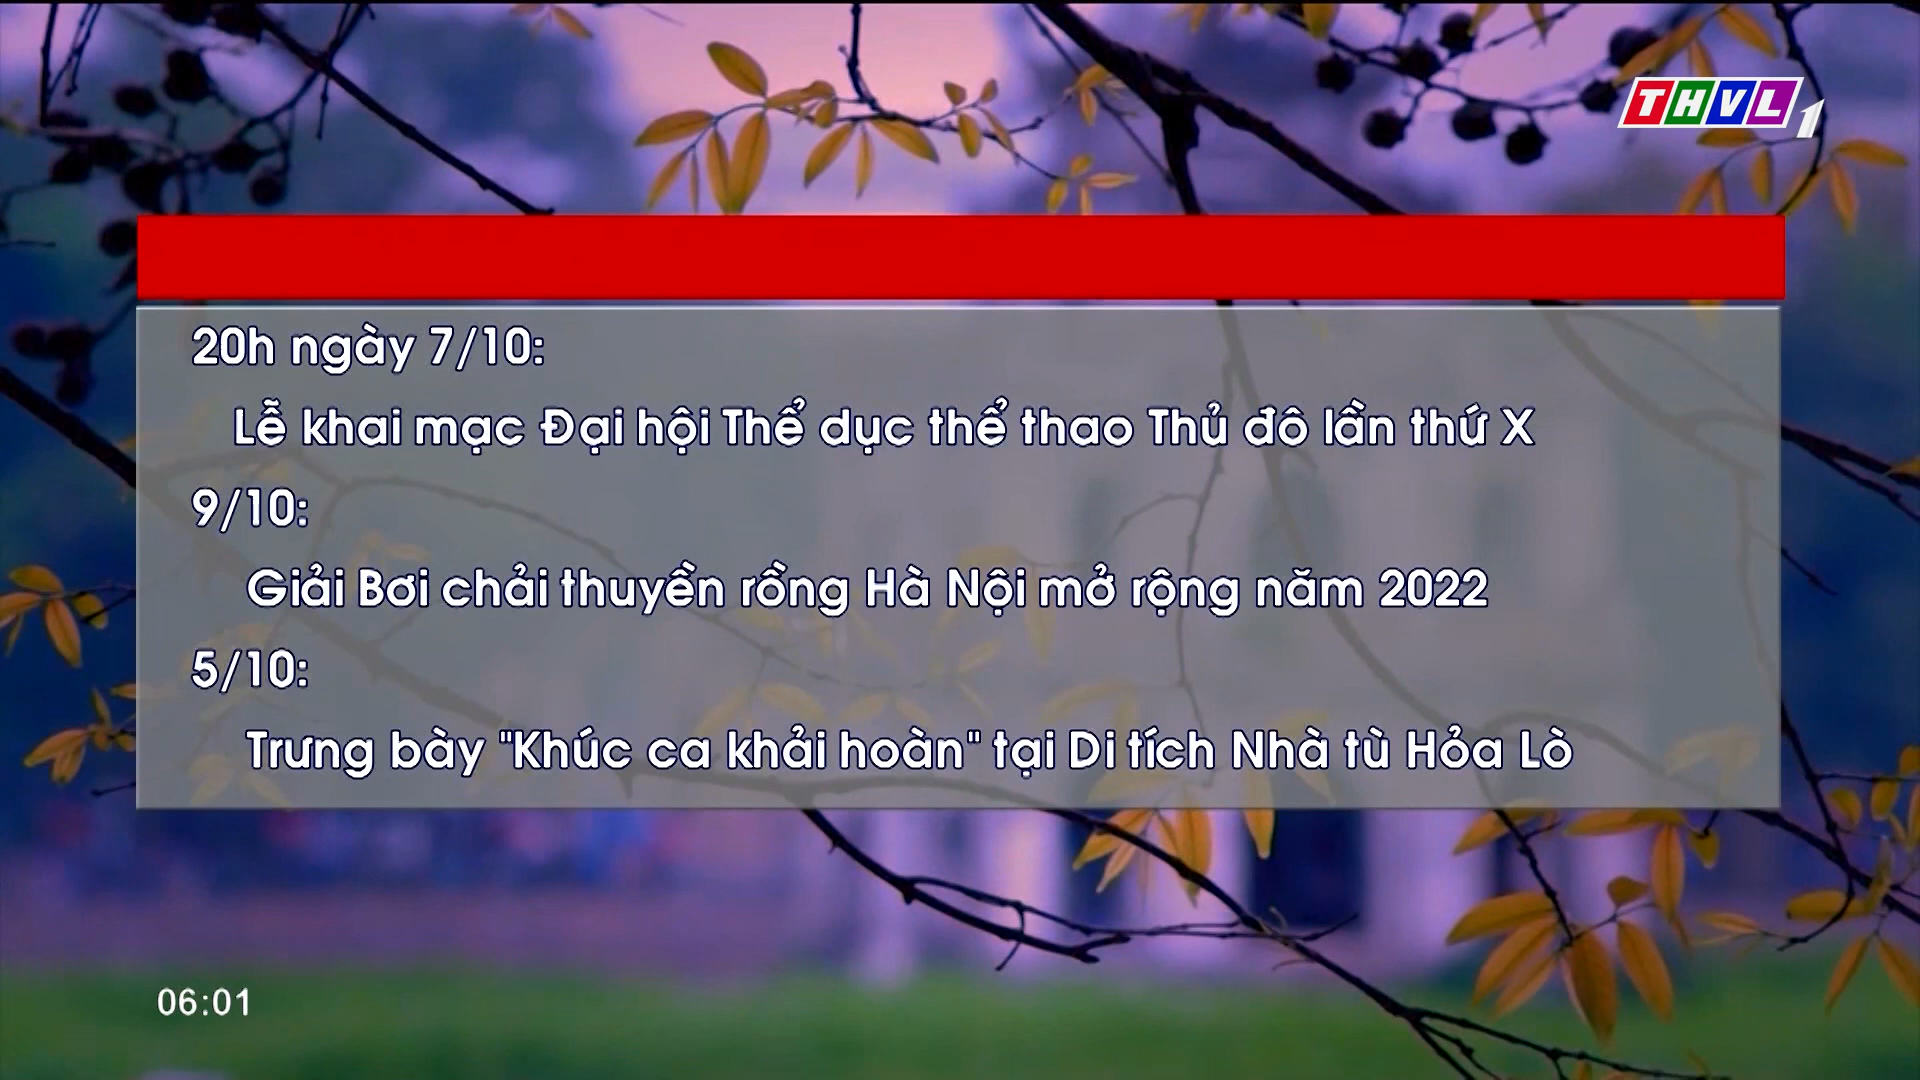 THVL1
20h ngày 7/10:
Lễ khai mạc Đại hội Thể dục thể thao Thủ đô lần thứ X
9/10:
Giải Bơi chải thuyền rồng Hà Nội mở rộng năm 2022
5/10:
Trưng bày "Khúc ca khải hoàn" tại Di tích Nhà tù Hỏa Lò
06:01